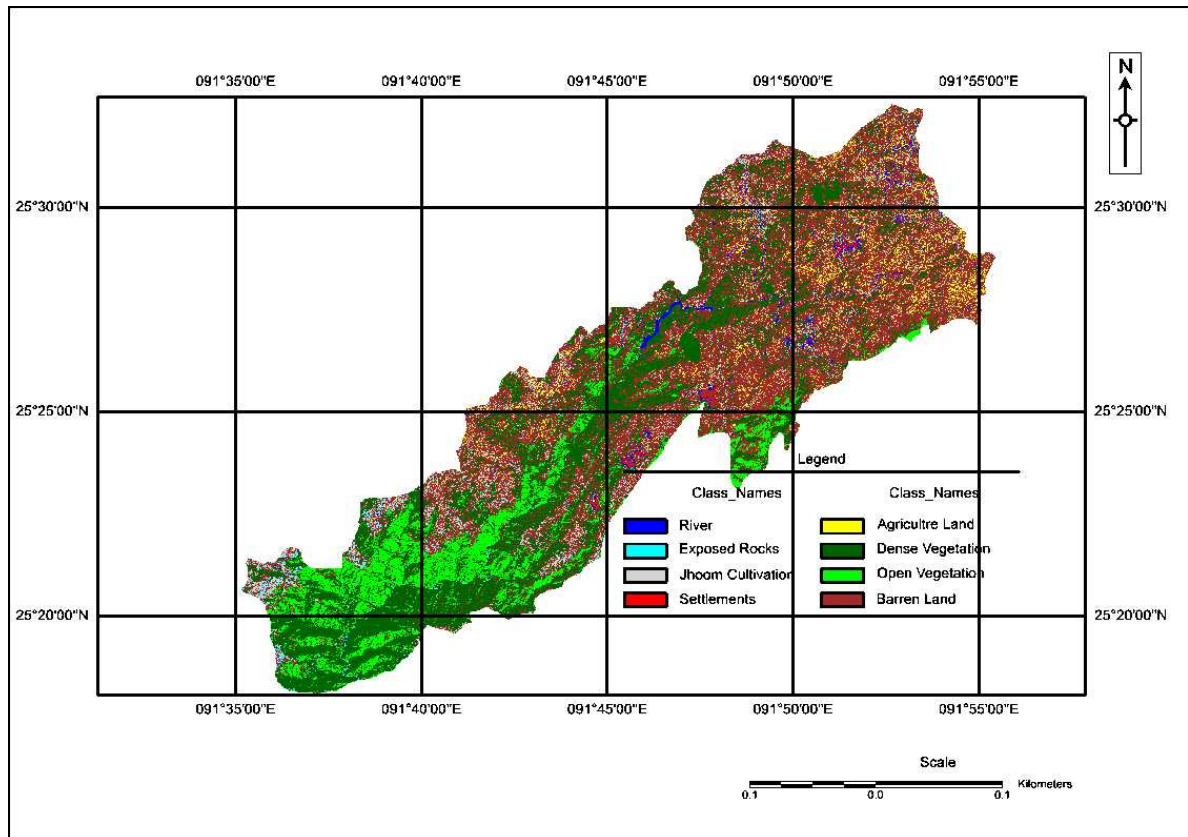 N
091°35'00"E 091°40'00"E 091°45'00"E 091°50'00"E 091°55'00"E
25°30'00"N 25°30'00"N
25°25'00"N 25°25'00"N
Legend
Class_Names Class_Names
River Agricultre Land
Exposed Rocks Dense Vegetation
Jhoom Cultivation Open Vegetation
Settlements Barren Land
25°20'00"N 25°20'00"N
091°35'00"E 091°40'00"E 091°45'00"E 091°50'00"E 091°55'00"E
Scale
Kilometers
0.1 0.0 0.1